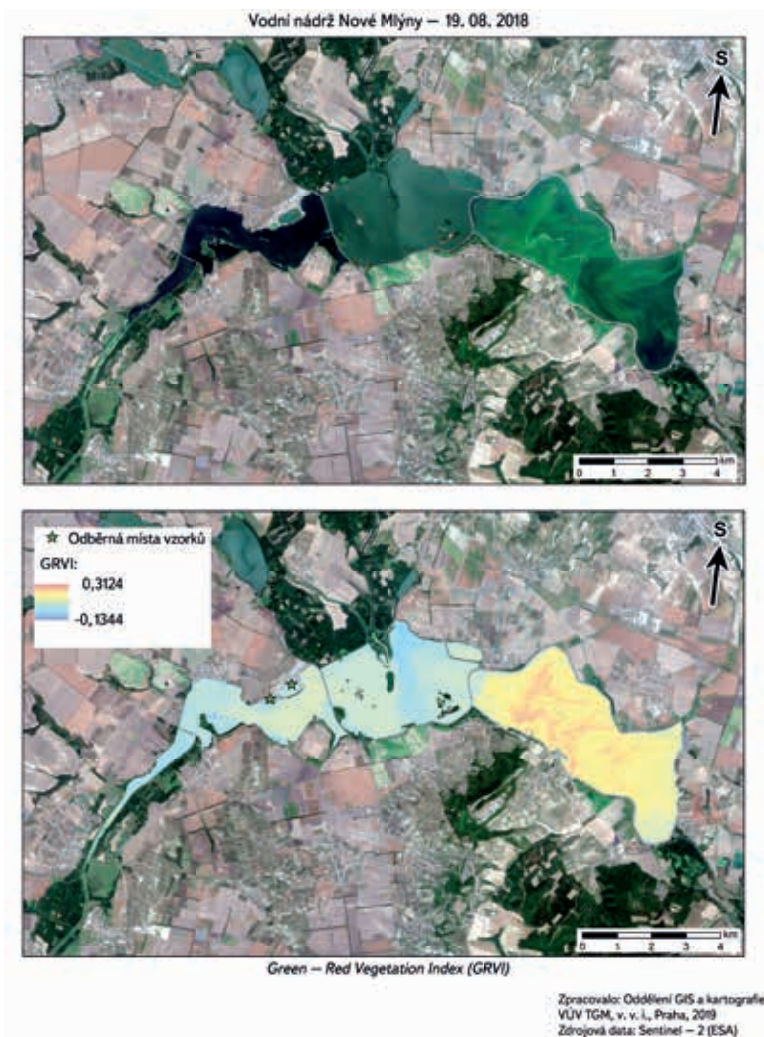 Vodní nádrž Nové Mlýny — 19. 08. 2018
S
0 1 2 3 4 km
Odběrná místa vzorků
GRVI:
0,3124
-0,1344
S
0 1 2 3 4 km
Green — Red Vegetation Index (GRVI)
Zpracovalo: Oddělení GIS a kartografie
VÚV TGM, v. v. i., Praha, 2019
Zdrojová data: Sentinel — 2 (ESA)